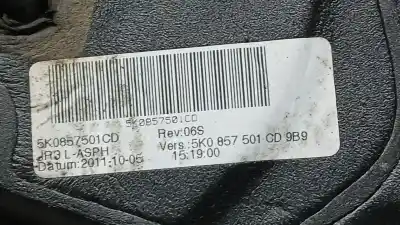 5K0857501CD
5K0857501CD Rev:06S
JR3 L-ASPH Vers.:5K0 857 501 CD 9B9
Datum:2011.10-05 15:19:00